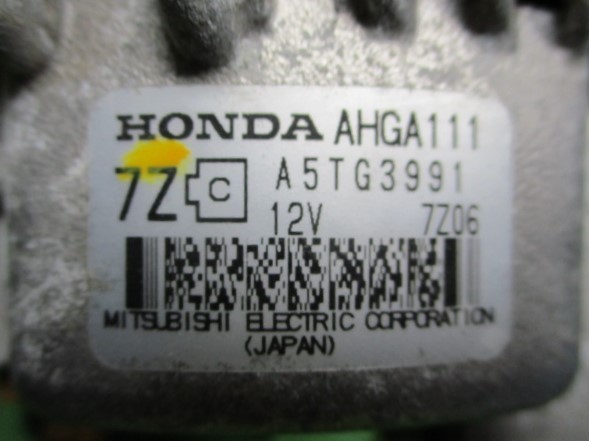 HONDA AHGA111
7Z C A5TG3991
12V 7Z06
MITSUBISHI ELECTRIC CORPORATION
(JAPAN)